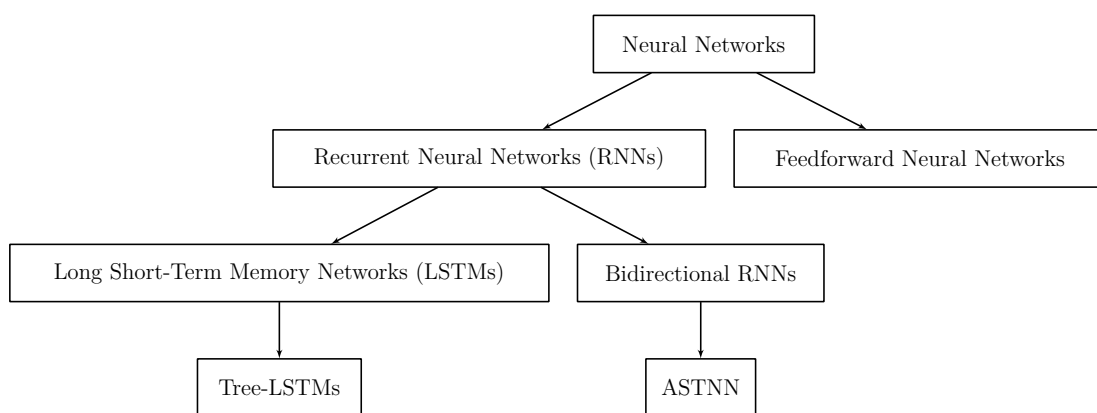 Neural Networks
Recurrent Neural Networks (RNNs)
Feedforward Neural Networks
Long Short-Term Memory Networks (LSTMs)
Bidirectional RNNs
Tree-LSTMs
ASTNN